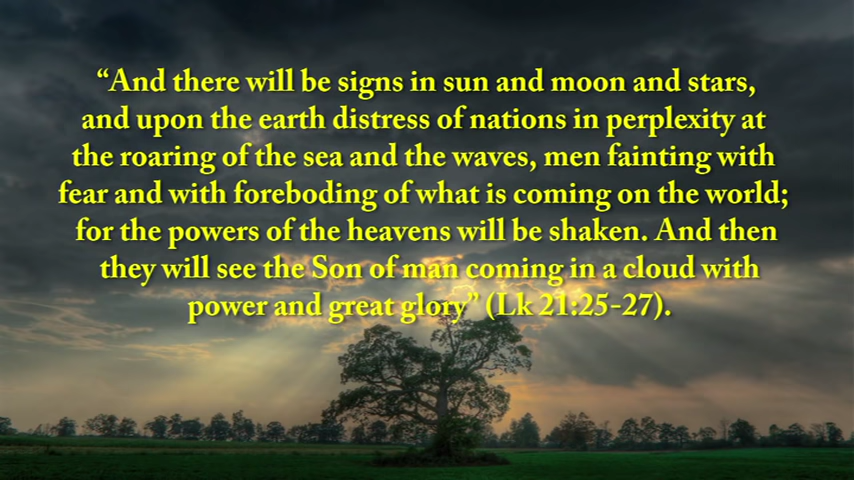 “And there will be signs in sun and moon and stars,
and upon the earth distress of nations in perplexity at
the roaring of the sea and the waves, men fainting with
fear and with foreboding of what is coming on the world;
for the powers of the heavens will be shaken. And then
they will see the Son of man coming in a cloud with
power and great glory” (Lk 21:25-27).